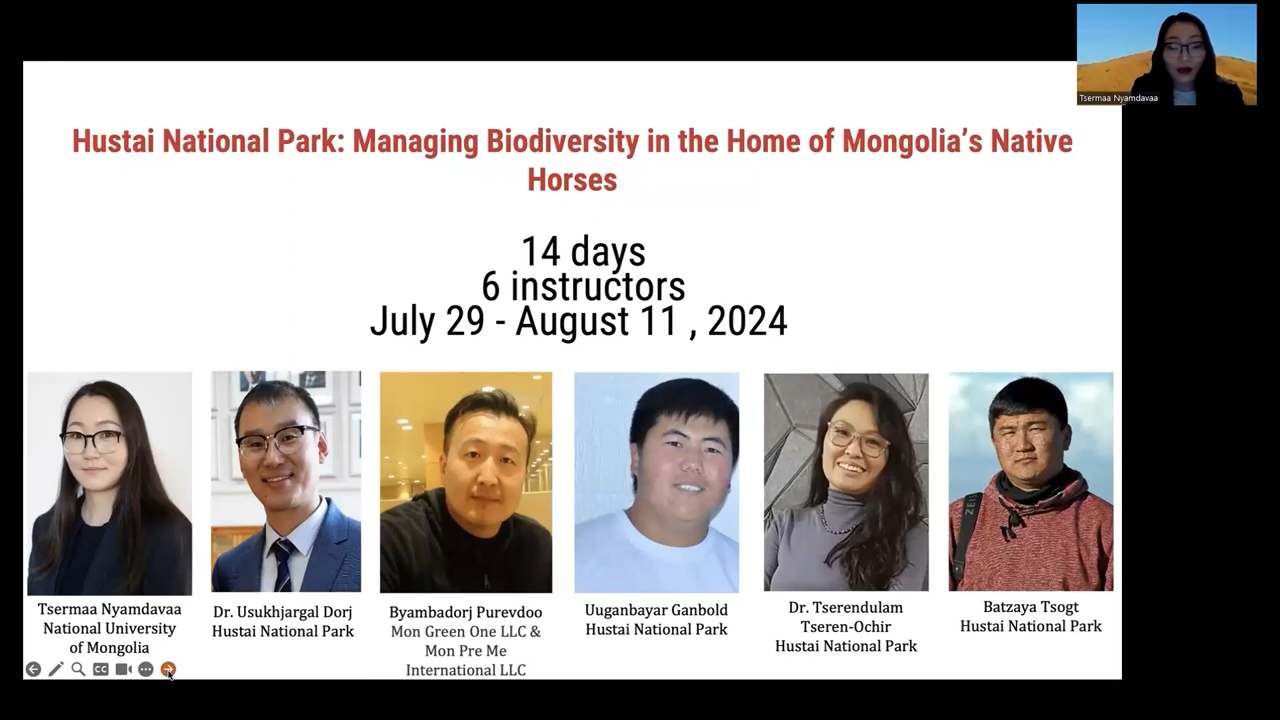 Tsermaa Nyamdavaa
Hustai National Park: Managing Biodiversity in the Home of Mongolia’s Native
Horses
14 days
6 instructors
July 29 - August 11 , 2024
Tsermaa Nyamdavaa
National University
of Mongolia
Dr. Usukhjargal Dorj
Hustai National Park
Byambadorj Purevdoo
Mon Green One LLC &
Mon Pre Me
International LLC
Uuganbayar Ganbold
Hustai National Park
Dr. Tserendulam
Tseren-Ochir
Hustai National Park
Batzaya Tsogt
Hustai National Park
ZEI
CC